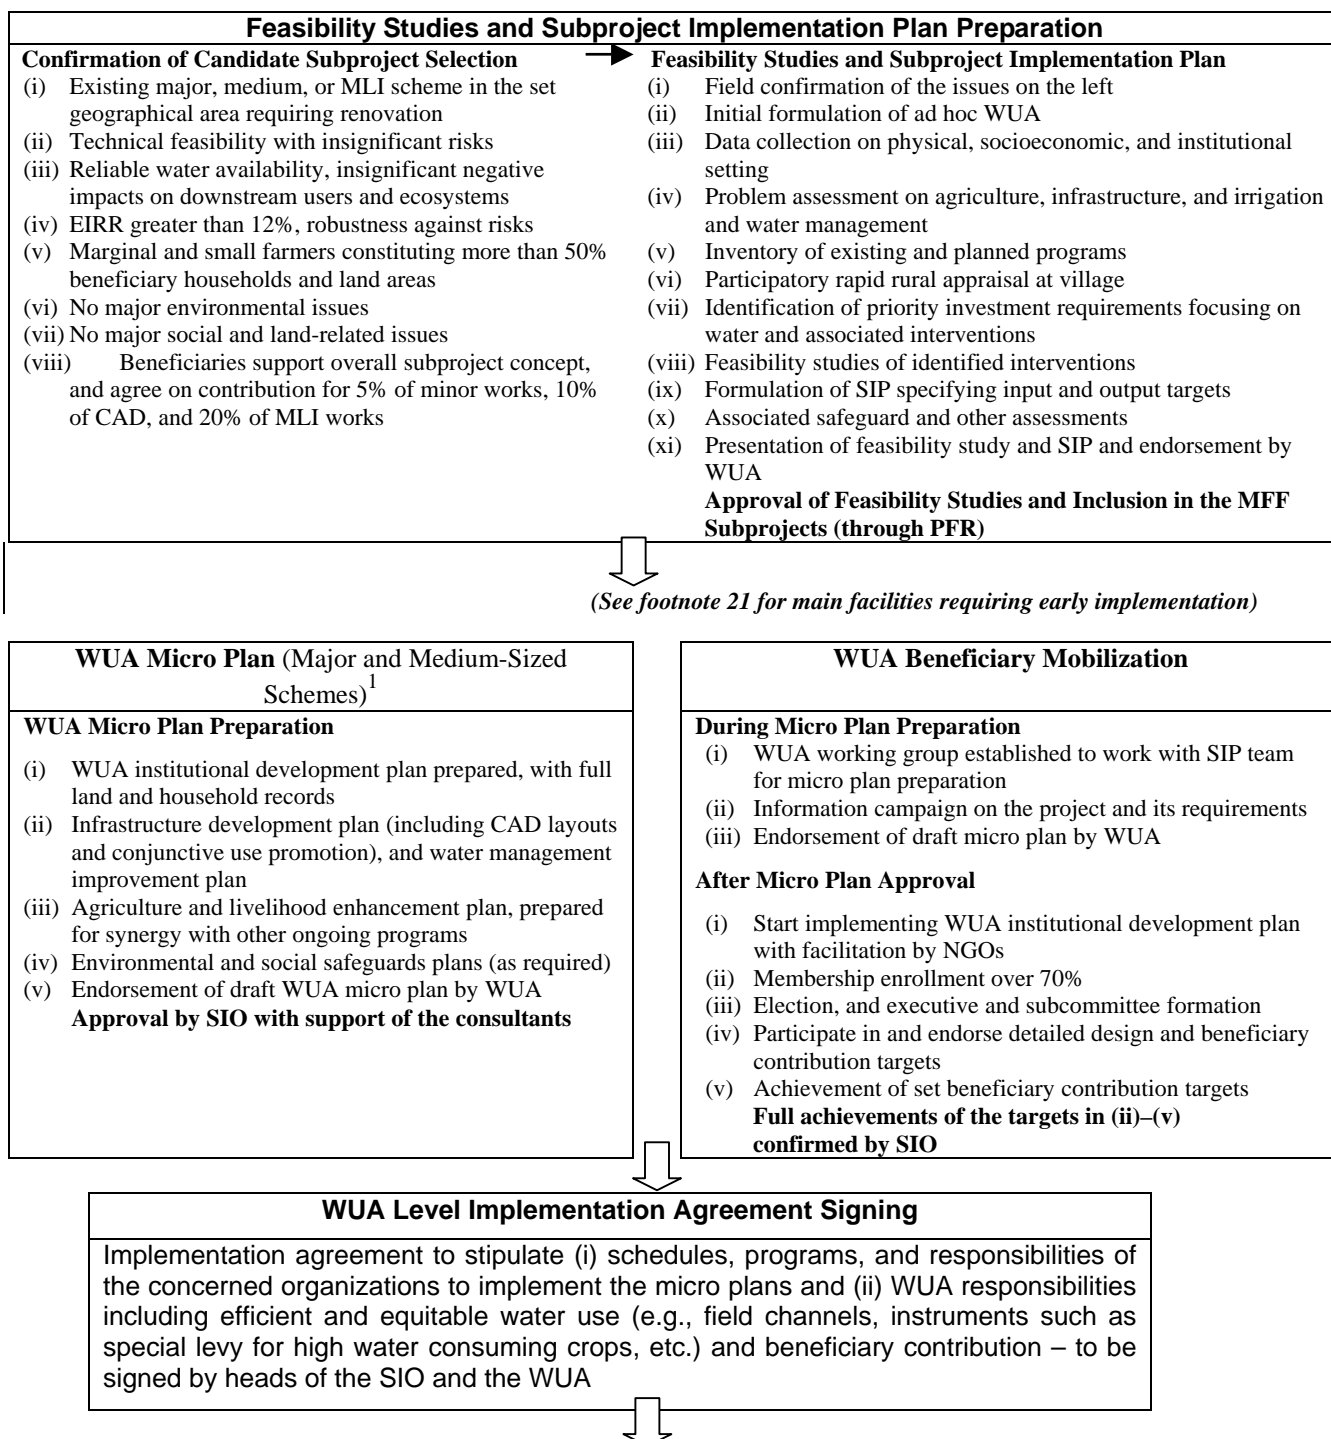 Feasibility Studies and Subproject Implementation Plan Preparation
Confirmation of Candidate Subproject Selection
(i) Existing major, medium, or MLI scheme in the set
geographical area requiring renovation
(ii) Technical feasibility with insignificant risks
(iii) Reliable water availability, insignificant negative
impacts on downstream users and ecosystems
(iv) EIRR greater than 12%, robustness against risks
(v) Marginal and small farmers constituting more than 50%
beneficiary households and land areas
(vi) No major environmental issues
(vii) No major social and land-related issues
(viii) Beneficiaries support overall subproject concept,
and agree on contribution for 5% of minor works, 10%
of CAD, and 20% of MLI works
Feasibility Studies and Subproject Implementation Plan
(i) Field confirmation of the issues on the left
(ii) Initial formulation of ad hoc WUA
(iii) Data collection on physical, socioeconomic, and institutional
setting
(iv) Problem assessment on agriculture, infrastructure, and irrigation
and water management
(v) Inventory of existing and planned programs
(vi) Participatory rapid rural appraisal at village
(vii) Identification of priority investment requirements focusing on
water and associated interventions
(viii) Feasibility studies of identified interventions
(ix) Formulation of SIP specifying input and output targets
(x) Associated safeguard and other assessments
(xi) Presentation of feasibility study and SIP and endorsement by
WUA
Approval of Feasibility Studies and Inclusion in the MFF
Subprojects (through PFR)
(See footnote 21 for main facilities requiring early implementation)
WUA Micro Plan (Major and Medium-Sized
Schemes)1
WUA Micro Plan Preparation
(i) WUA institutional development plan prepared, with full
land and household records
(ii) Infrastructure development plan (including CAD layouts
and conjunctive use promotion), and water management
improvement plan
(iii) Agriculture and livelihood enhancement plan, prepared
for synergy with other ongoing programs
(iv) Environmental and social safeguards plans (as required)
(v) Endorsement of draft WUA micro plan by WUA
Approval by SIO with support of the consultants
WUA Beneficiary Mobilization
During Micro Plan Preparation
(i) WUA working group established to work with SIP team
for micro plan preparation
(ii) Information campaign on the project and its requirements
(iii) Endorsement of draft micro plan by WUA
After Micro Plan Approval
(i) Start implementing WUA institutional development plan
with facilitation by NGOs
(ii) Membership enrollment over 70%
(iii) Election, and executive and subcommittee formation
(iv) Participate in and endorse detailed design and beneficiary
contribution targets
(v) Achievement of set beneficiary contribution targets
Full achievements of the targets in (ii)–(v)
confirmed by SIO
WUA Level Implementation Agreement Signing
Implementation agreement to stipulate (i) schedules, programs, and responsibilities of
the concerned organizations to implement the micro plans and (ii) WUA responsibilities
including efficient and equitable water use (e.g., field channels, instruments such as
special levy for high water consuming crops, etc.) and beneficiary contribution – to be
signed by heads of the SIO and the WUA